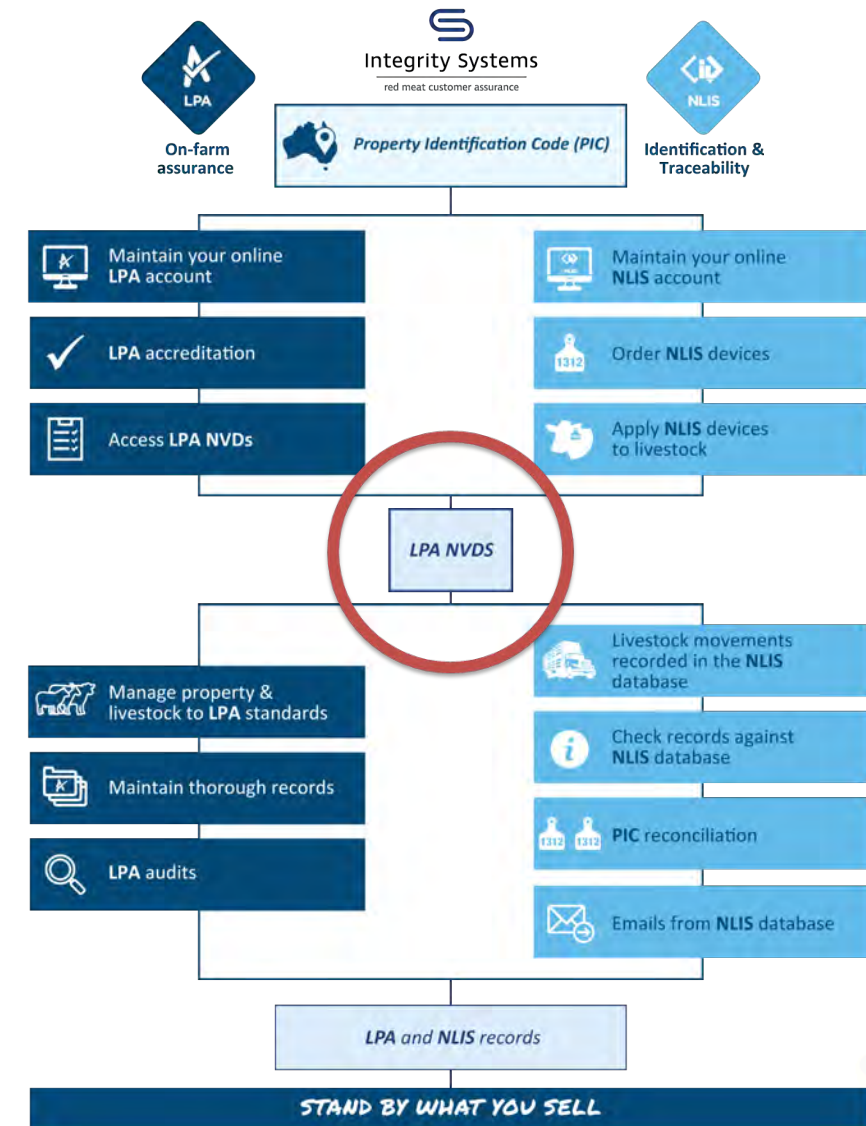 Integrity Systems
red meat customer assurance
LPA
On-farm
assurance
NLIS
Identification &
Traceability
Property Identification Code (PIC)
Maintain your online
LPA account
LPA accreditation
Access LPA NVDs
Maintain your online
NLIS account
1312
Order NLIS devices
Apply NLIS devices
to livestock
LPA NVDS
Manage property &
livestock to LPA standards
Maintain thorough records
LPA audits
Livestock movements
recorded in the NLIS
database
Check records against
NLIS database
1312 1312
PIC reconciliation
Emails from NLIS database
LPA and NLIS records
STAND BY WHAT YOU SELL